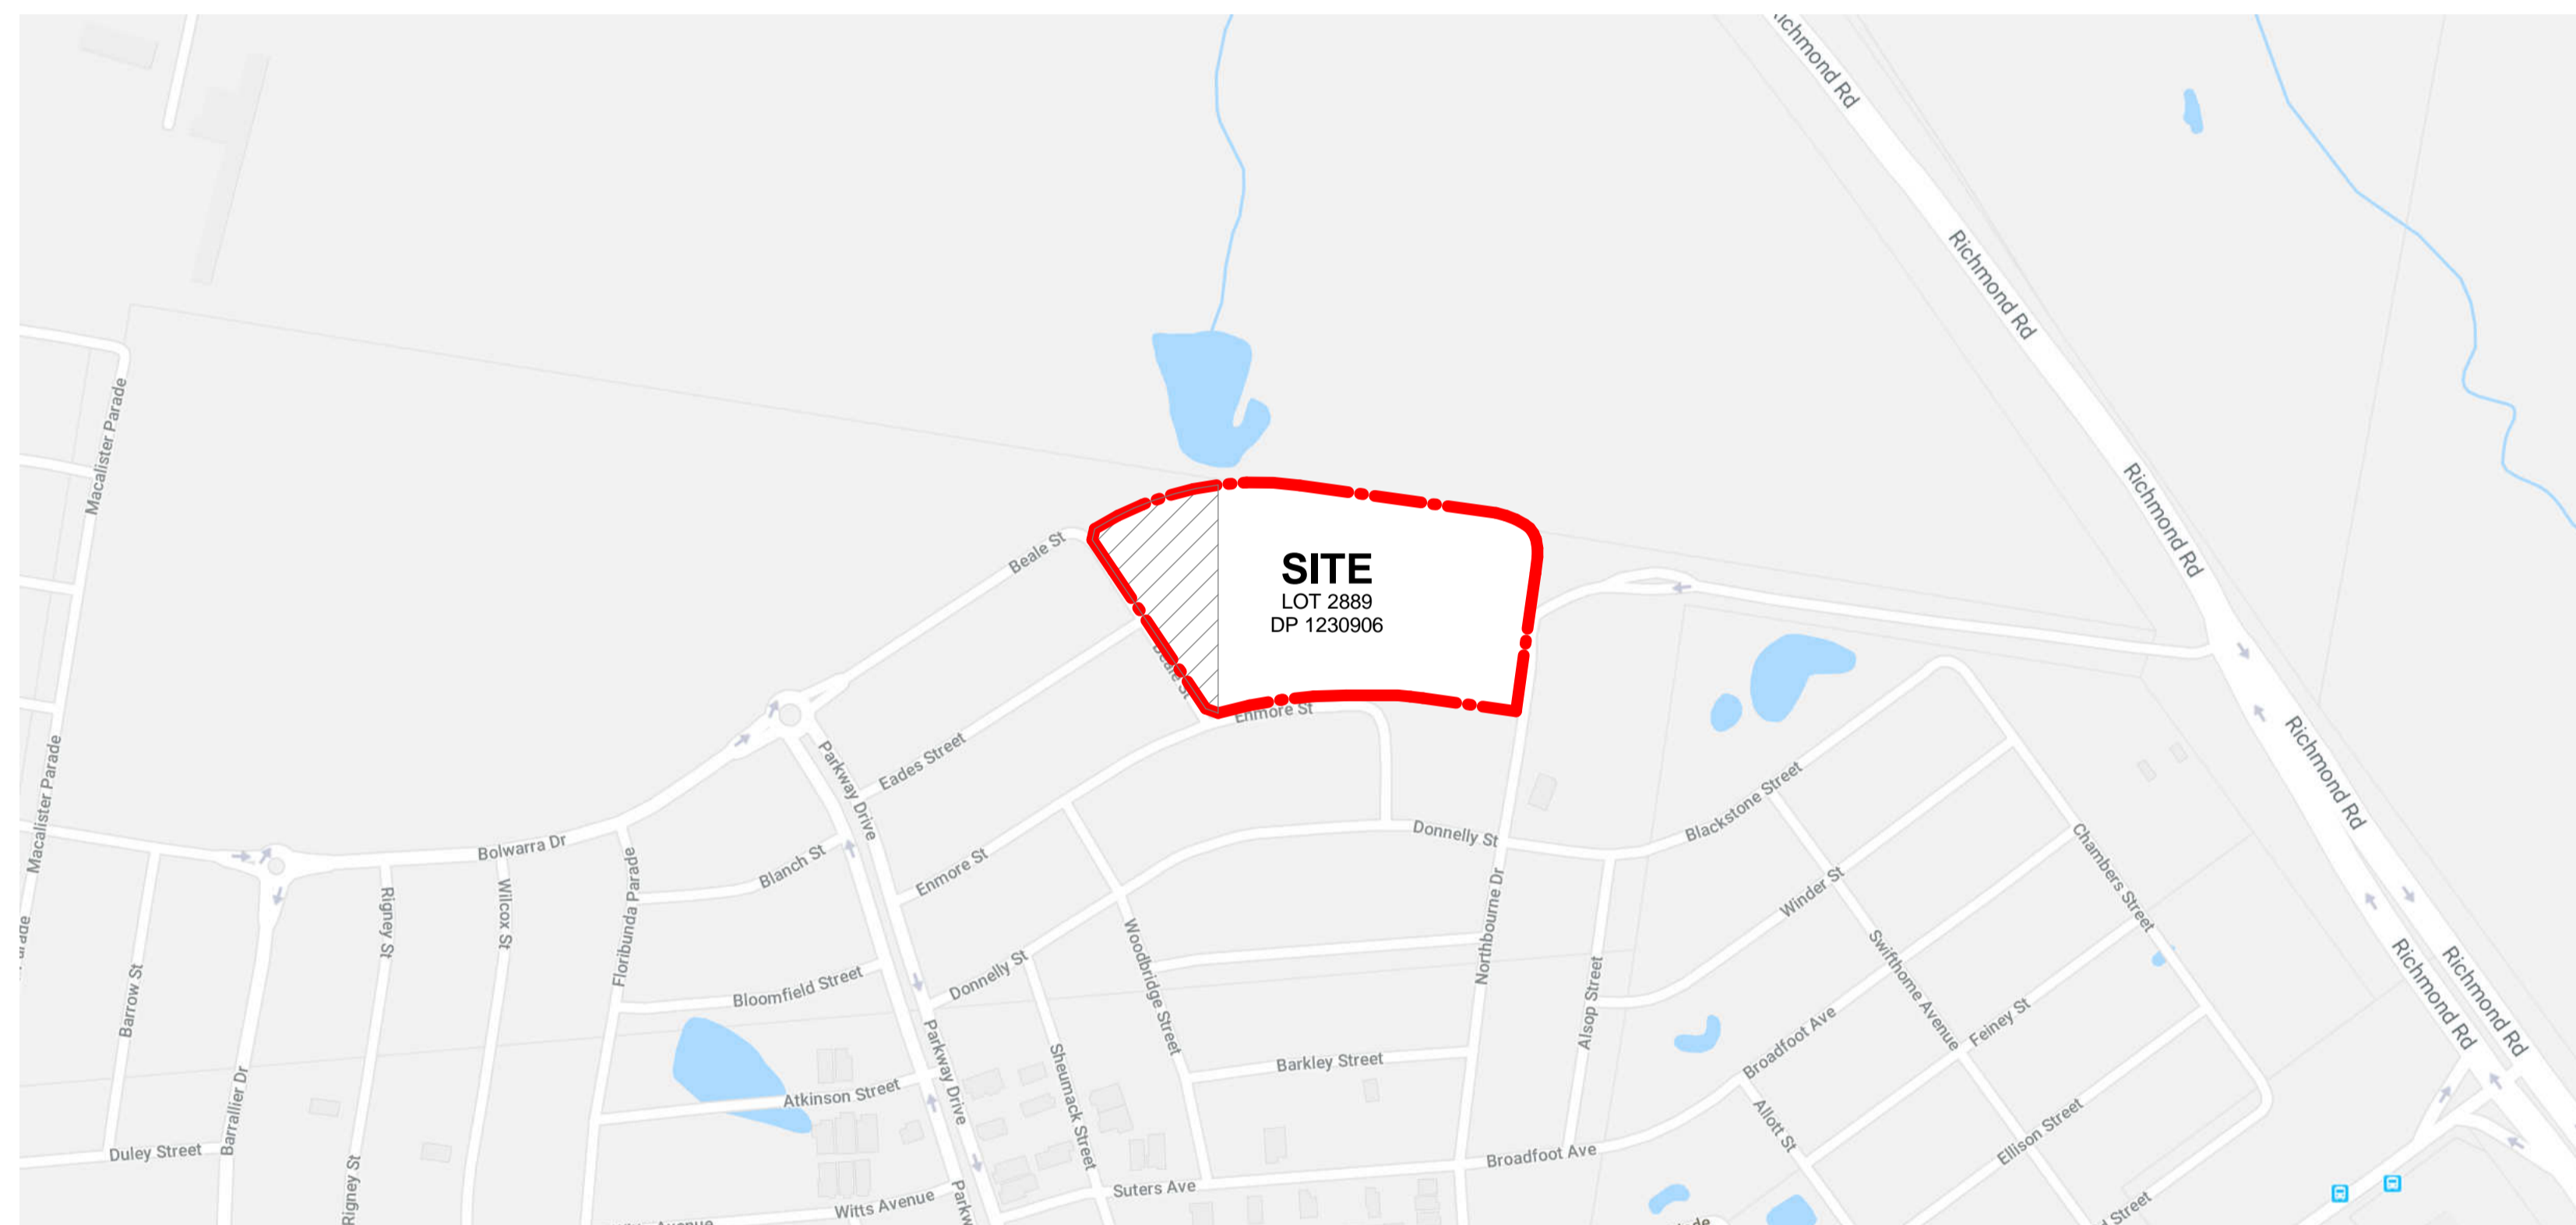 Richmond Rd
Richmond Rd
Richmond Rd
Macalister Parade
Beale St
SITE
LOT 2889
DP 1230906
Beale St
Enmore St
Richmond Rd
Macalister Parade
Parkway Drive
Eades Street
Blackstone Street
Bolwarra Dr
Blanch St
Enmore St
Donnelly St
Chambers Street
Floribunda Parade
Rigney St
Wilcox St
Winder St
Northbourne Dr
Woodbridge Street
Swifthome Avenue
Richmond Rd
Richmond Rd
Barrow St
Bloomfield Street
Donnelly St
Alsop Street
Broadfoot Ave
Feiney St
Parkway Drive
Sheumack Street
Barkley Street
Atkinson Street
Barrallier Dr
Allott St
Ellison Street
Duley Street
Rigney St
Broadfoot Ave
Suters Ave
Witts Avenue
Street